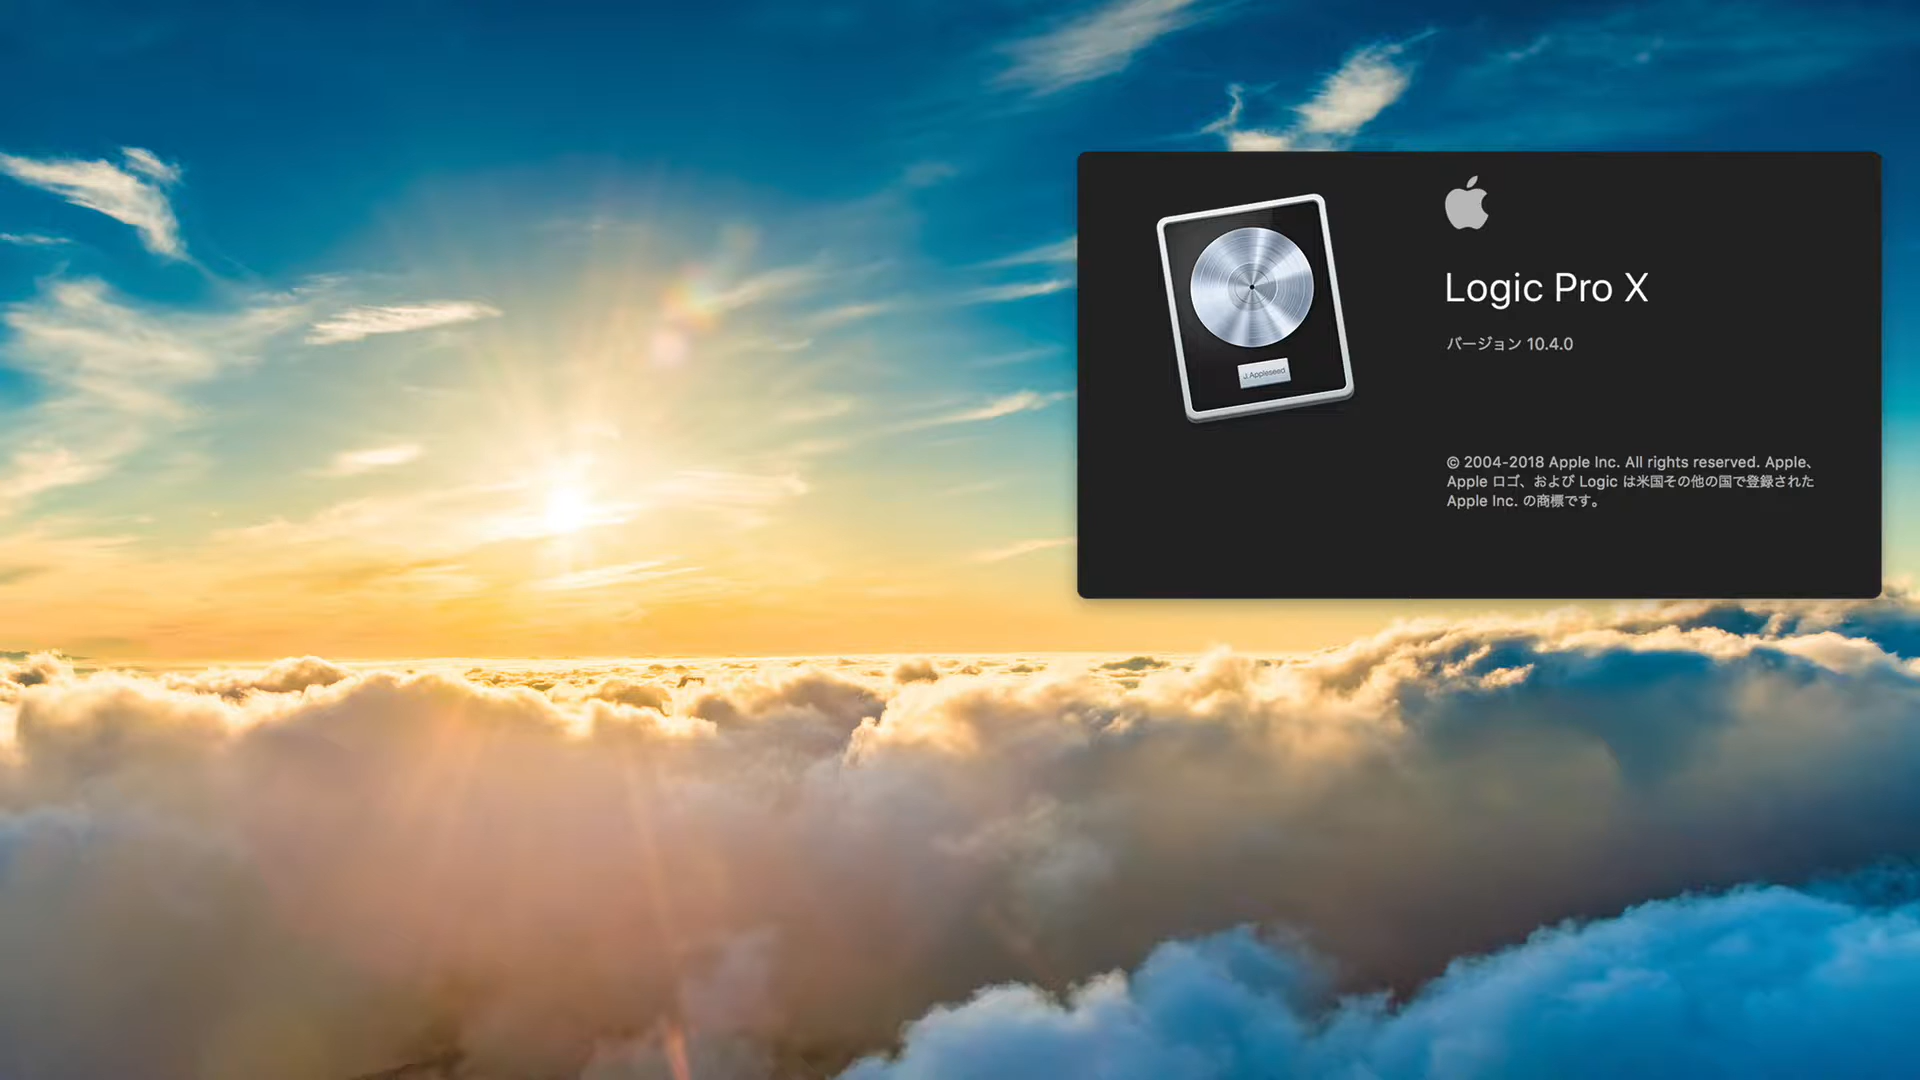 Logic Pro X
バージョン 10.4.0
J. Appleseed
© 2004-2018 Apple Inc. All rights reserved. Apple、
Apple ロゴ、および Logic は米国その他の国で登録された
Apple Inc. の商標です。